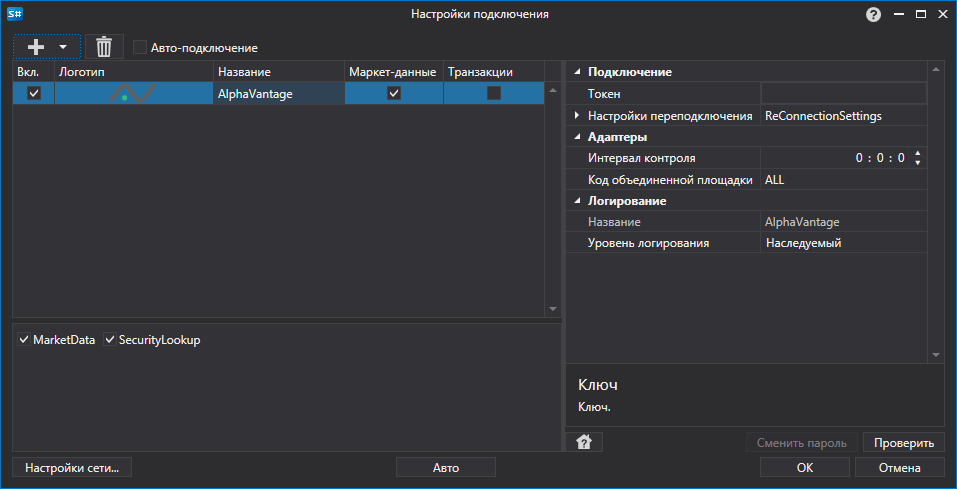 S#
Настройки подключения
?
Авто-подключение
Вкл. Логотип Название Маркет-данные Транзакции
AlphaVantage
MarketData SecurityLookup
Подключение
Токен
Настройки переподключения ReConnectionSettings
Адаптеры
Интервал контроля 0 : 0 : 0
Код объединенной площадки ALL
Логирование
Название AlphaVantage
Уровень логирования Наследуемый
Ключ
Ключ.
?
Сменить пароль Проверить
Настройки сети... Авто OK Отмена